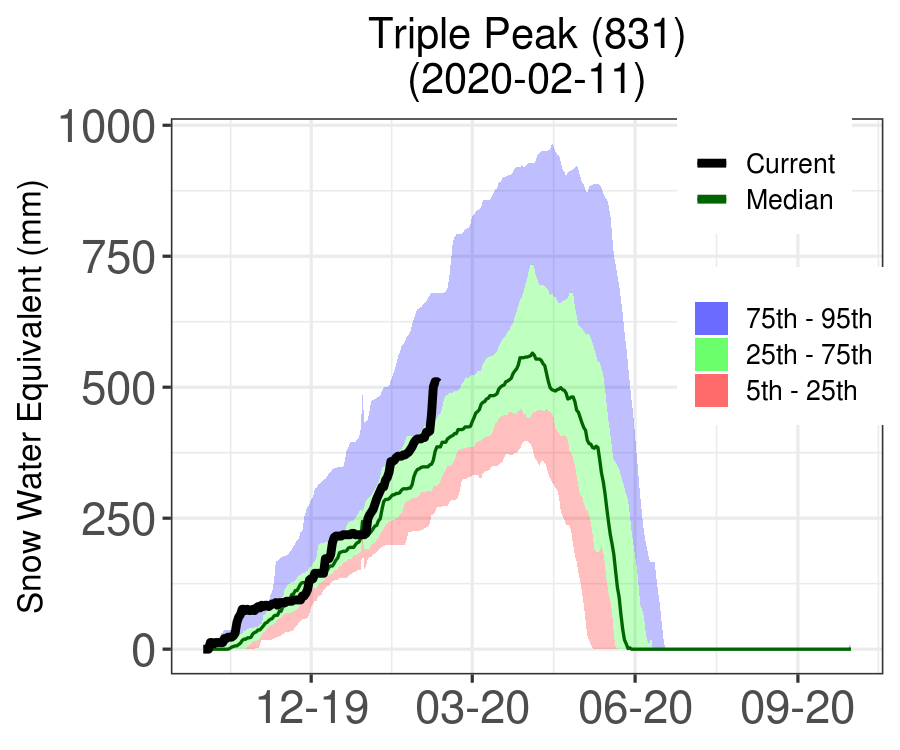 Triple Peak (831)
(2020-02-11)
Snow Water Equivalent (mm)
1000
750
500
250
0
12-19
03-20
06-20
09-20
Current
Median
75th - 95th
25th - 75th
5th - 25th